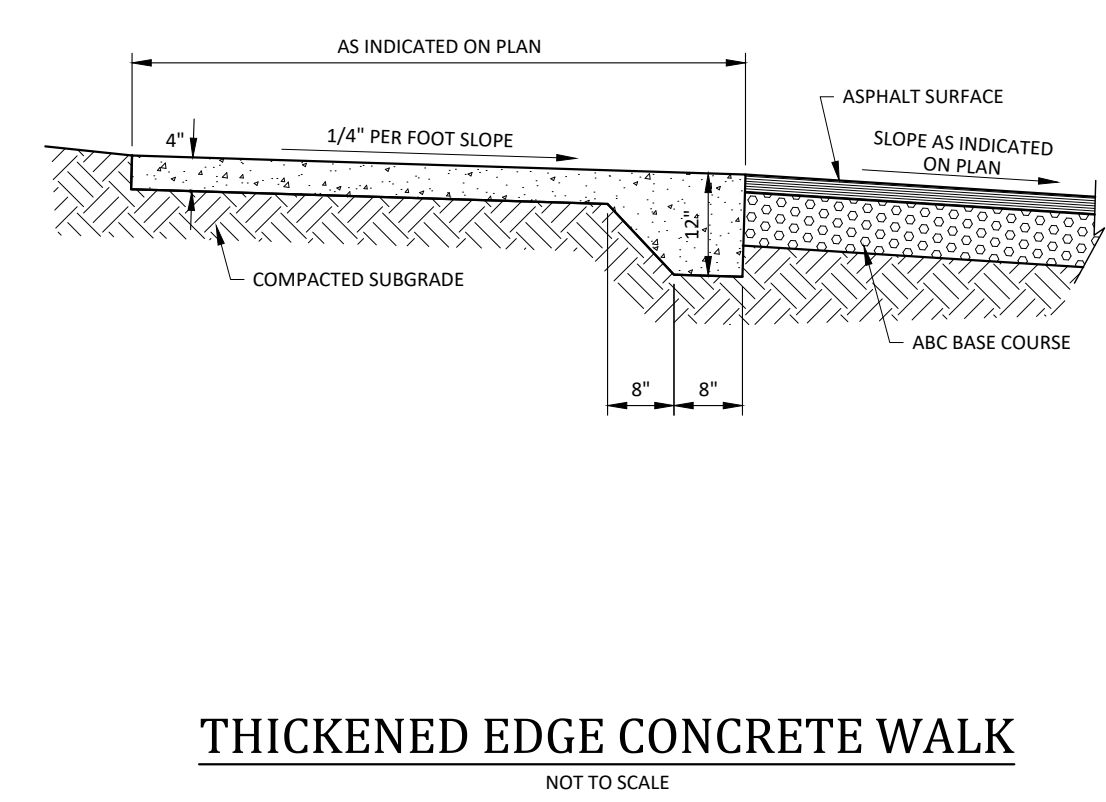 AS INDICATED ON PLAN
ASPHALT SURFACE
4"
1/4" PER FOOT SLOPE
SLOPE AS INDICATED
ON PLAN
12"
COMPACTED SUBGRADE
ABC BASE COURSE
8"
8"
THICKENED EDGE CONCRETE WALK
NOT TO SCALE